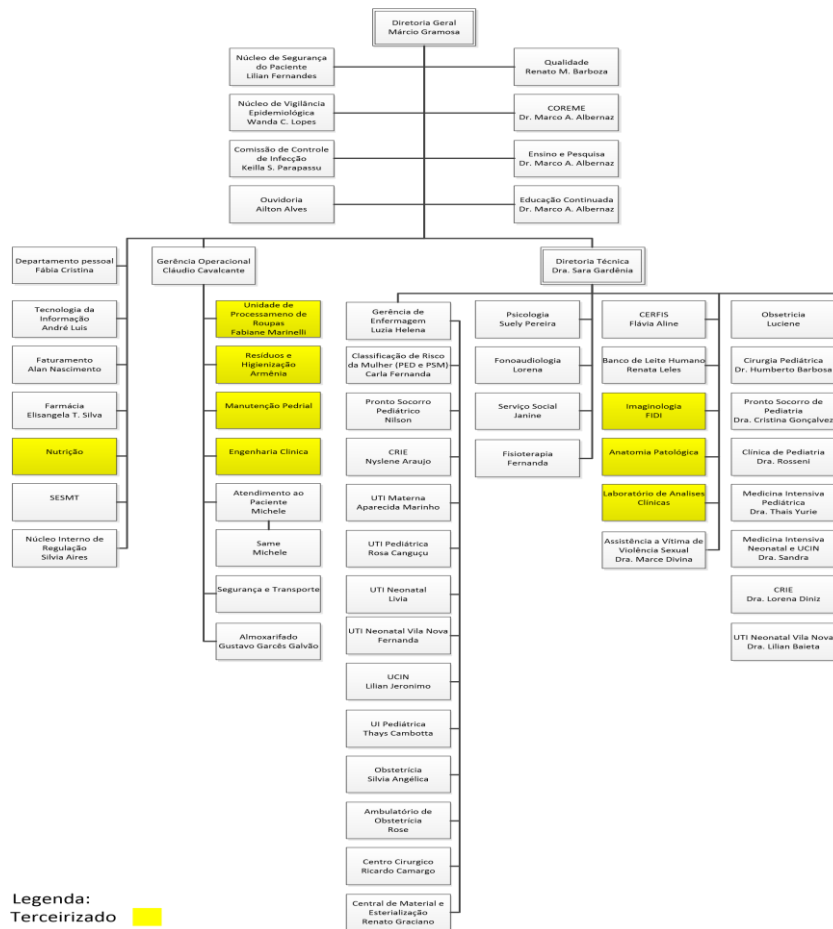 Diretoria Geral
Márcio Gramosa
Núcleo de Segurança
do Paciente
Lilian Fernandes
Qualidade
Renato M. Barboza
Núcleo de Vigilância
Epidemiológica
Wanda C. Lopes
COREME
Dr. Marco A. Albernaz
Comissão de Controle
de Infecção
Keilla S. Parapassu
Ensino e Pesquisa
Dr. Marco A. Albernaz
Ouvidoria
Ailton Alves
Educação Continuada
Dr. Marco A. Albernaz
Departamento pessoal
Fábia Cristina
Tecnologia da
Informação
André Luis
Faturamento
Alan Nascimento
Farmácia
Elisangela T. Silva
Nutrição
SESMT
Núcleo Interno de
Regulação
Silvia Aires
Gerência Operacional
Cláudio Cavalcante
Unidade de
Processameno de
Roupas
Fabiane Marinelli
Resíduos e
Higienização
Armênia
Manutenção Pedrial
Engenharia Clinica
Atendimento ao
Paciente
Michele
Same
Michele
Segurança e Transporte
Almoxarifado
Gustavo Garcês Galvão
Diretoria Técnica
Dra. Sara Gardênia
Gerência de
Enfermagem
Luzia Helena
Classificação de Risco
da Mulher (PED e PSM)
Carla Fernanda
Pronto Socorro
Pediátrico
Nilson
CRIE
Nyslene Araujo
UTI Materna
Aparecida Marinho
UTI Pediátrica
Rosa Canguçu
UTI Neonatal
Livia
UTI Neonatal Vila Nova
Fernanda
UCIN
Lilian Jeronimo
UI Pediátrica
Thays Cambotta
Obstetricia
Silvia Angélica
Ambulatório de
Obstetrícia
Rose
Centro Cirurgico
Ricardo Camargo
Central de Material e
Esterialização
Renato Graciano
Psicologia
Suely Pereira
Fonoaudiologia
Lorena
Serviço Social
Janine
Fisioterapia
Fernanda
CERFIS
Flávia Aline
Banco de Leite Humano
Renata Leles
Imaginologia
FIDI
Anatomia Patológica
Laboratório de Analises
Clínicas
Assistência a Vítima de
Violência Sexual
Dra. Marce Divina
Obsetricia
Luciene
Cirurgia Pediátrica
Dr. Humberto Barbosa
Pronto Socorro de
Pediatria
Dra. Cristina Gonçalvez
Clínica de Pediatria
Dra. Rosseni
Medicina Intensiva
Pediátrica
Dra. Thais Yurie
Medicina Intensiva
Neonatal e UCIN
Dra. Sandra
CRIE
Dra. Lorena Diniz
UTI Neonatal Vila Nova
Dra. Lilian Baieta
Legenda:
Terceirizado